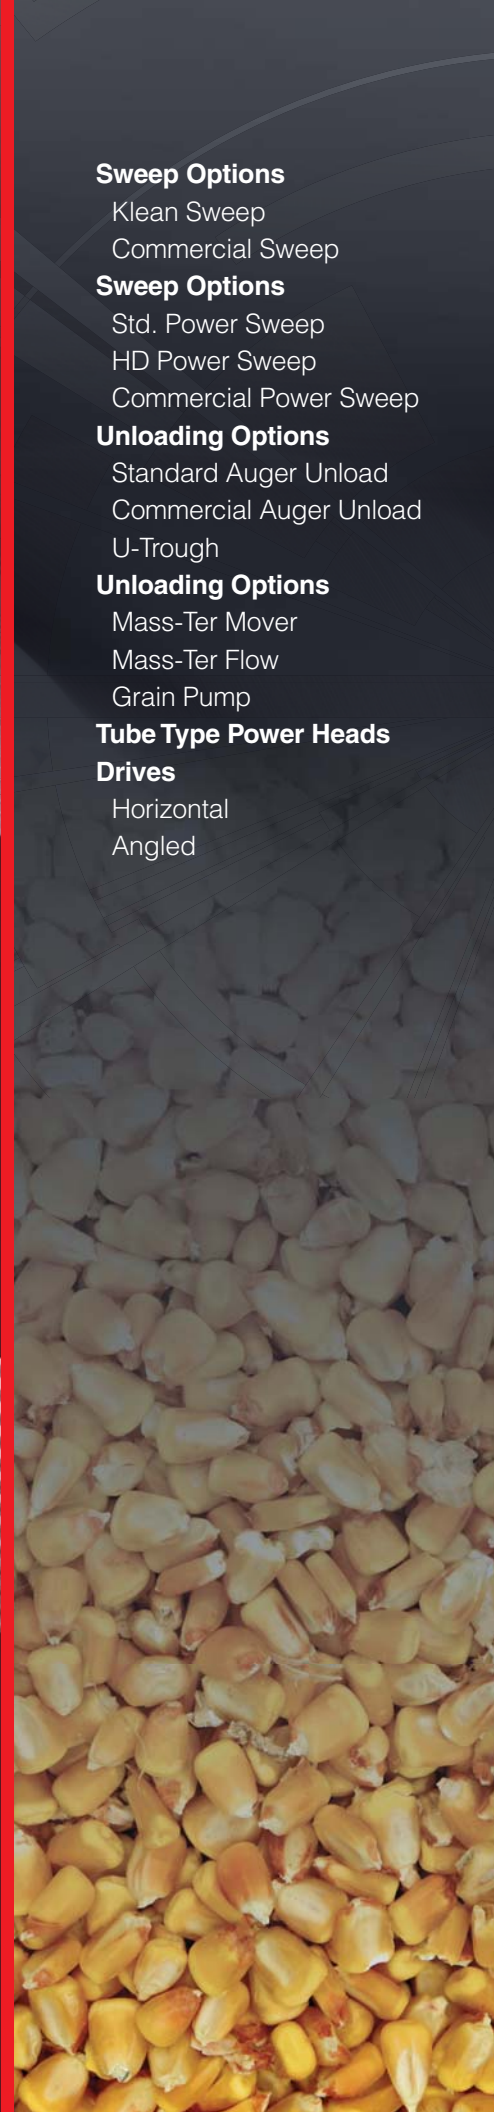 Sweep Options
Klean Sweep
Commercial Sweep
Sweep Options
Std. Power Sweep
HD Power Sweep
Commercial Power Sweep
Unloading Options
Standard Auger Unload
Commercial Auger Unload
U-Trough
Unloading Options
Mass-Ter Mover
Mass-Ter Flow
Grain Pump
Tube Type Power Heads
Drives
Horizontal
Angled